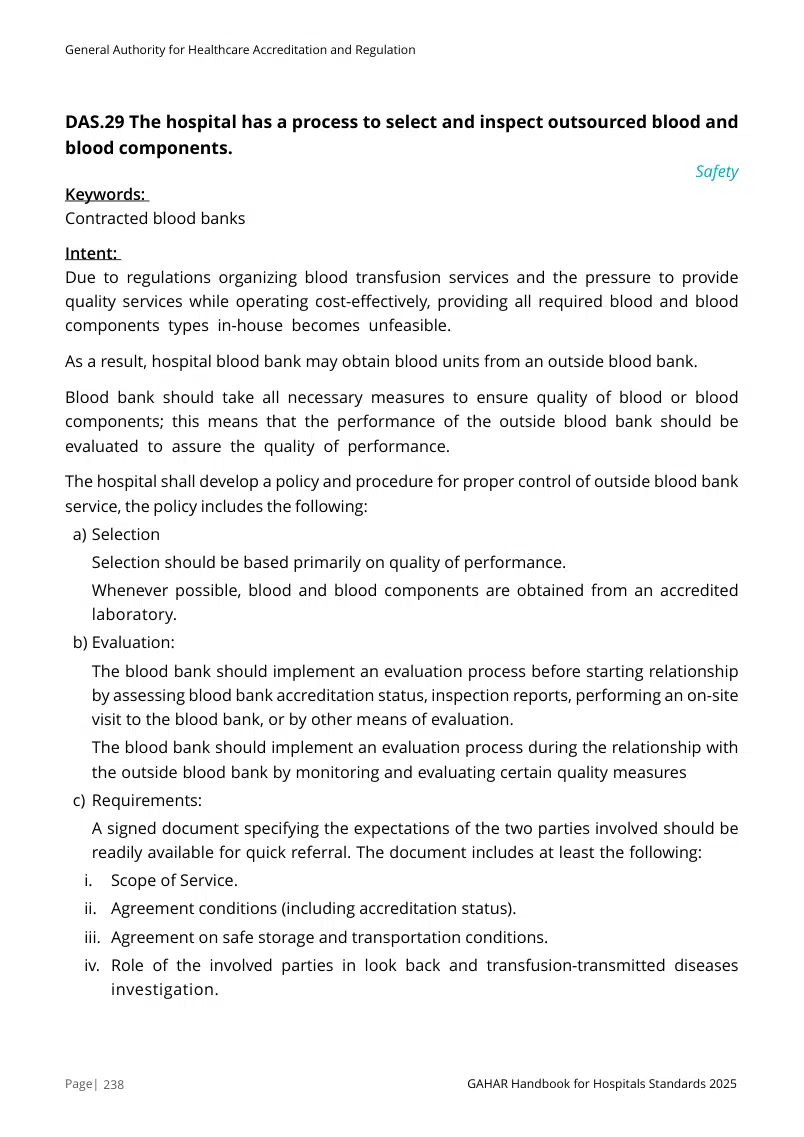 General Authority for Healthcare Accreditation and Regulation
DAS.29 The hospital has a process to select and inspect outsourced blood and
blood components.
Safety
Keywords:
Contracted blood banks
Intent:
Due to regulations organizing blood transfusion services and the pressure to provide
quality services while operating cost-effectively, providing all required blood and blood
components types in-house becomes unfeasible.
As a result, hospital blood bank may obtain blood units from an outside blood bank.
Blood bank should take all necessary measures to ensure quality of blood or blood
components; this means that the performance of the outside blood bank should be
evaluated to assure the quality of performance.
The hospital shall develop a policy and procedure for proper control of outside blood bank
service, the policy includes the following:
a) Selection
Selection should be based primarily on quality of performance.
Whenever possible, blood and blood components are obtained from an accredited
laboratory.
b) Evaluation:
The blood bank should implement an evaluation process before starting relationship
by assessing blood bank accreditation status, inspection reports, performing an on-site
visit to the blood bank, or by other means of evaluation.
The blood bank should implement an evaluation process during the relationship with
the outside blood bank by monitoring and evaluating certain quality measures
c) Requirements:
A signed document specifying the expectations of the two parties involved should be
readily available for quick referral. The document includes at least the following:
i. Scope of Service.
ii. Agreement conditions (including accreditation status).
iii. Agreement on safe storage and transportation conditions.
iv. Role of the involved parties in look back and transfusion-transmitted diseases
investigation.
Page| 238
GAHAR Handbook for Hospitals Standards 2025